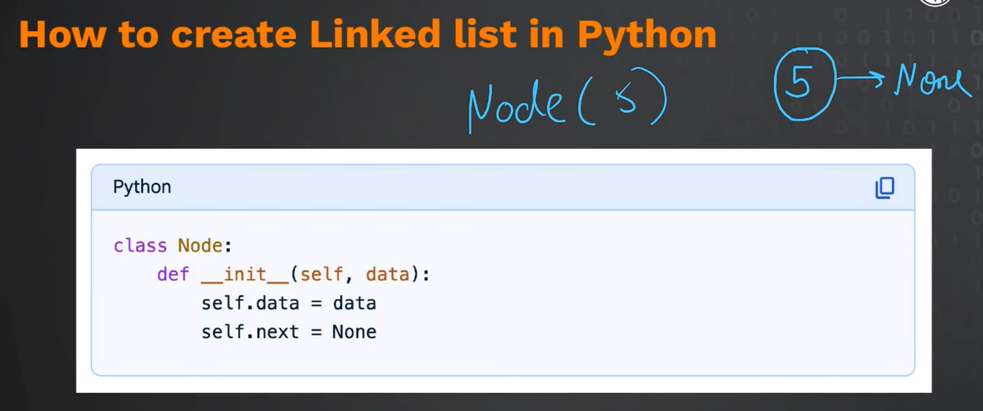 How to create Linked list in Python
Node(5)
5 → None
Python
class Node:
    def __init__(self, data):
        self.data = data
        self.next = None